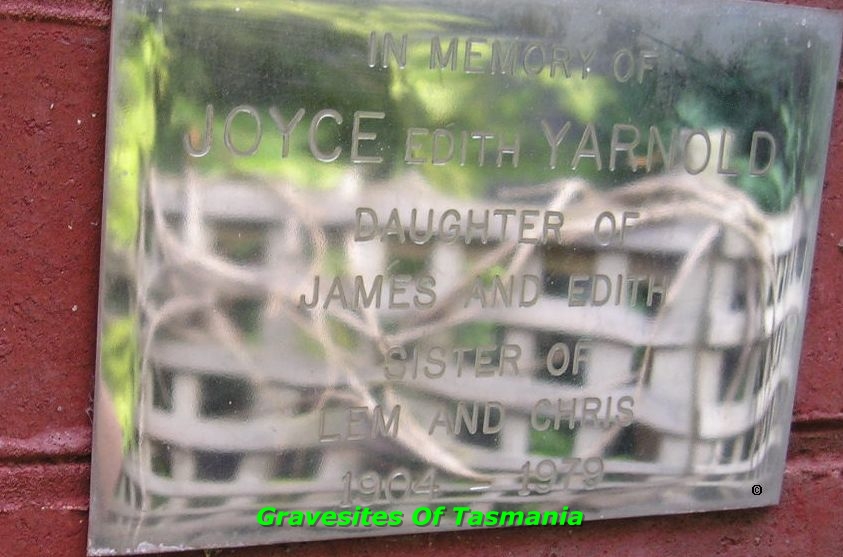 IN MEMORY OF
JOYCE EDITH YARNOLD
DAUGHTER OF
JAMES AND EDITH
SISTER OF
LEM AND CHRIS
1904 - 1979
©
Gravesites Of Tasmania